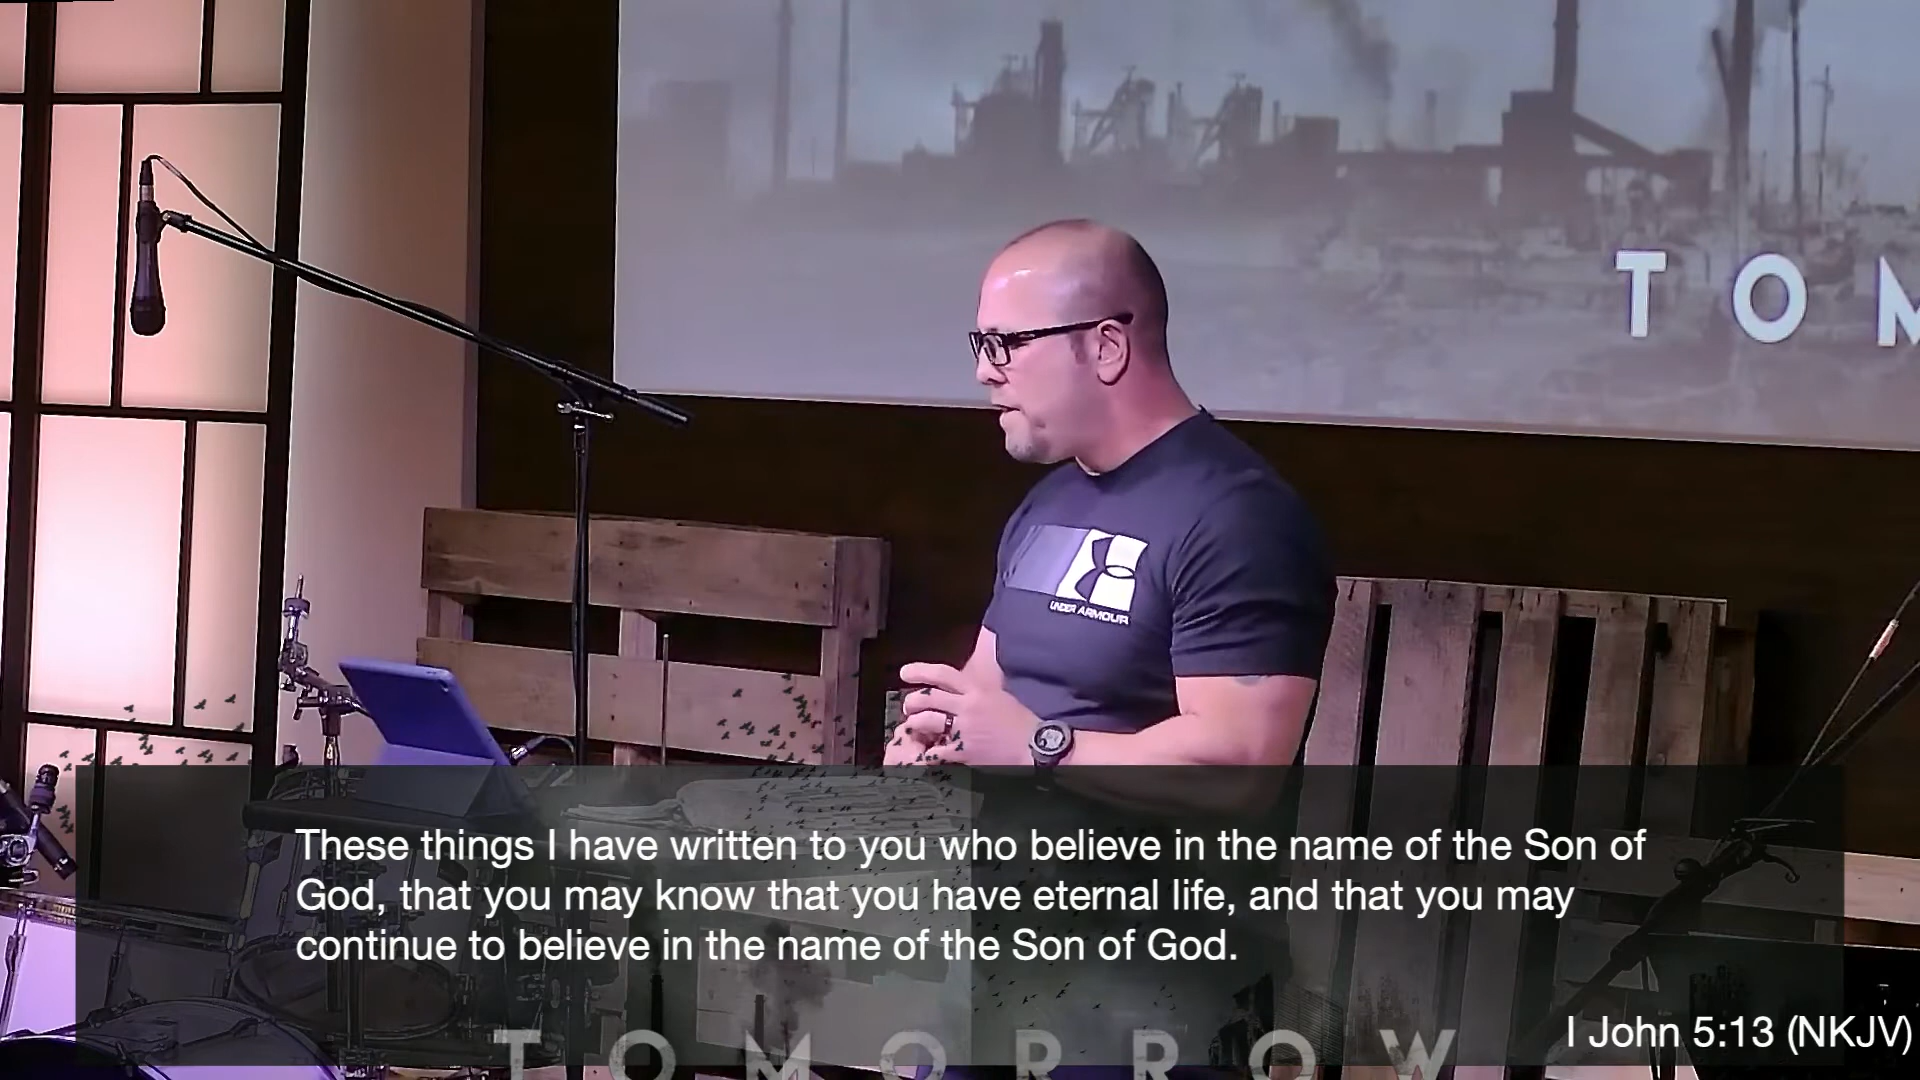 TOM
UNDER ARMOUR
These things I have written to you who believe in the name of the Son of
God, that you may know that you have eternal life, and that you may
continue to believe in the name of the Son of God.
I John 5:13 (NKJV)
TOMORROW